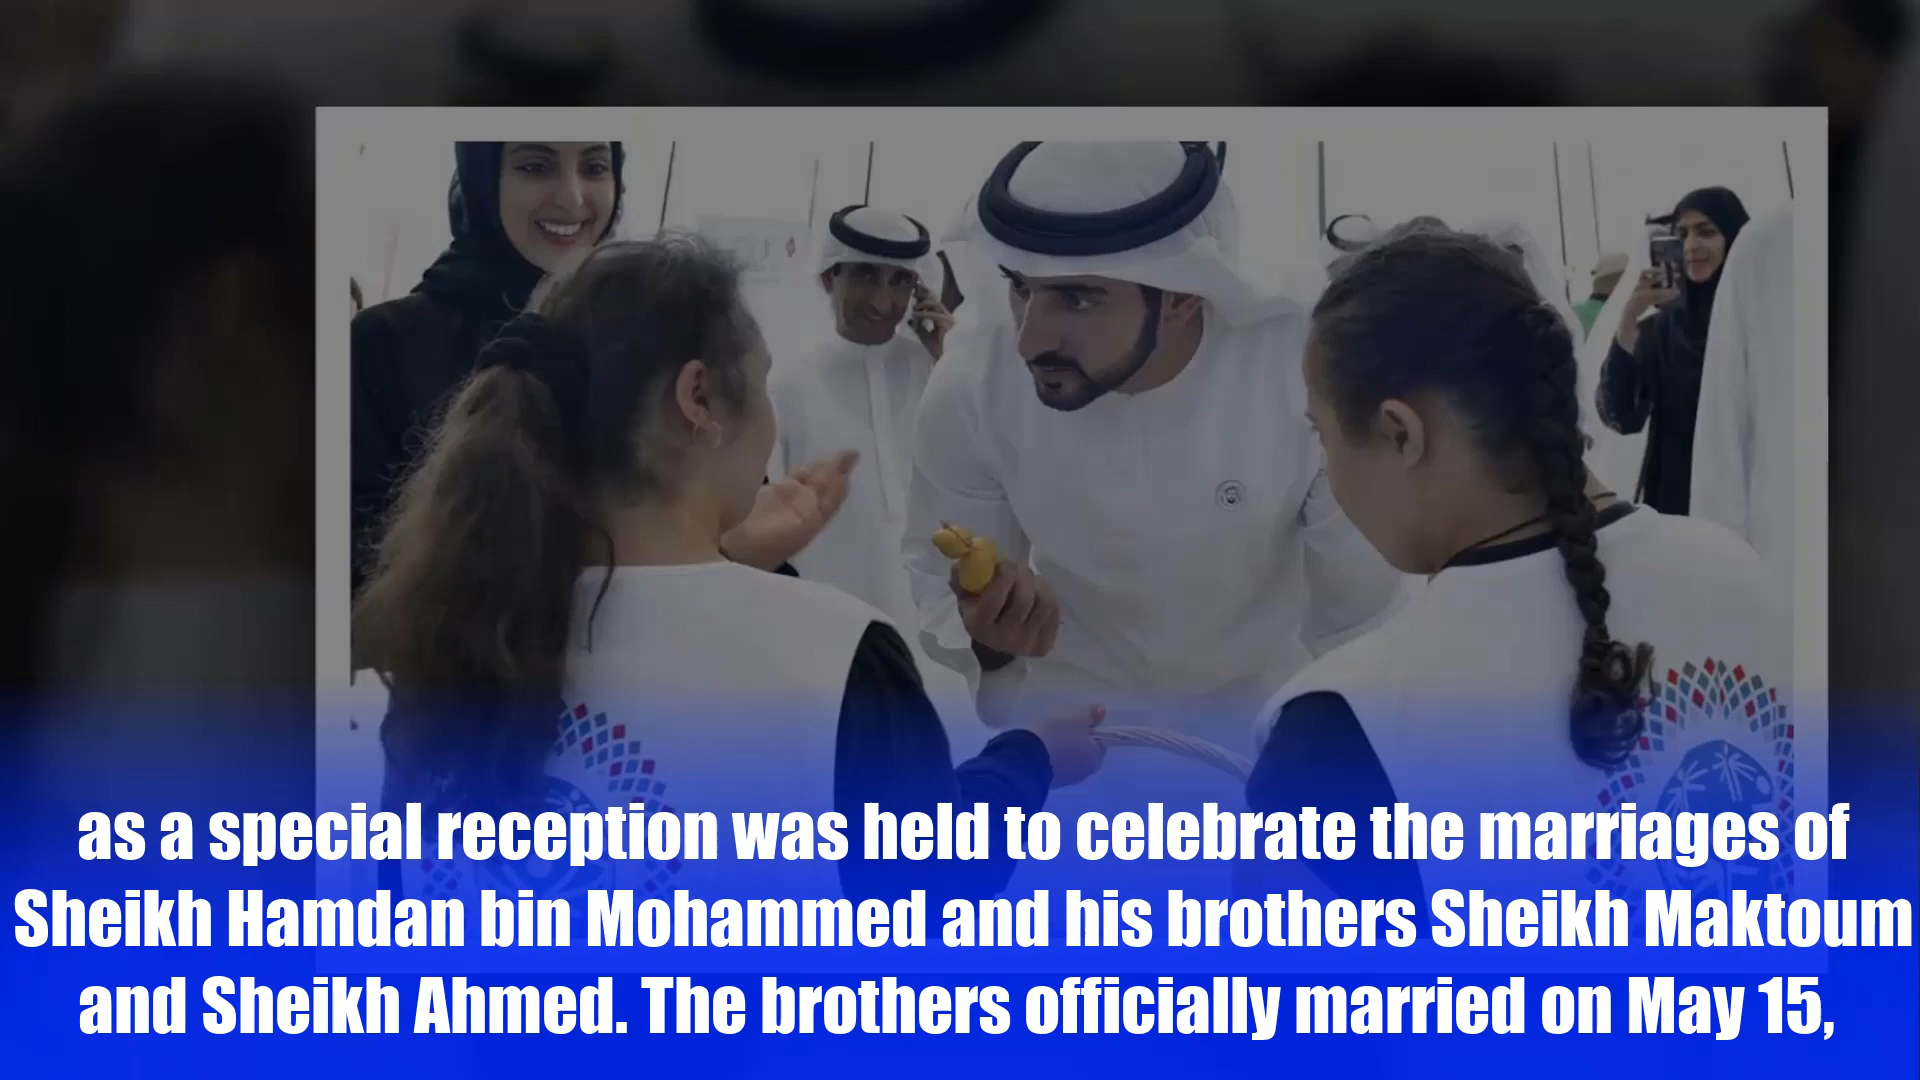 as a special reception was held to celebrate the marriages of
Sheikh Hamdan bin Mohammed and his brothers Sheikh Maktoum
and Sheikh Ahmed. The brothers officially married on May 15,